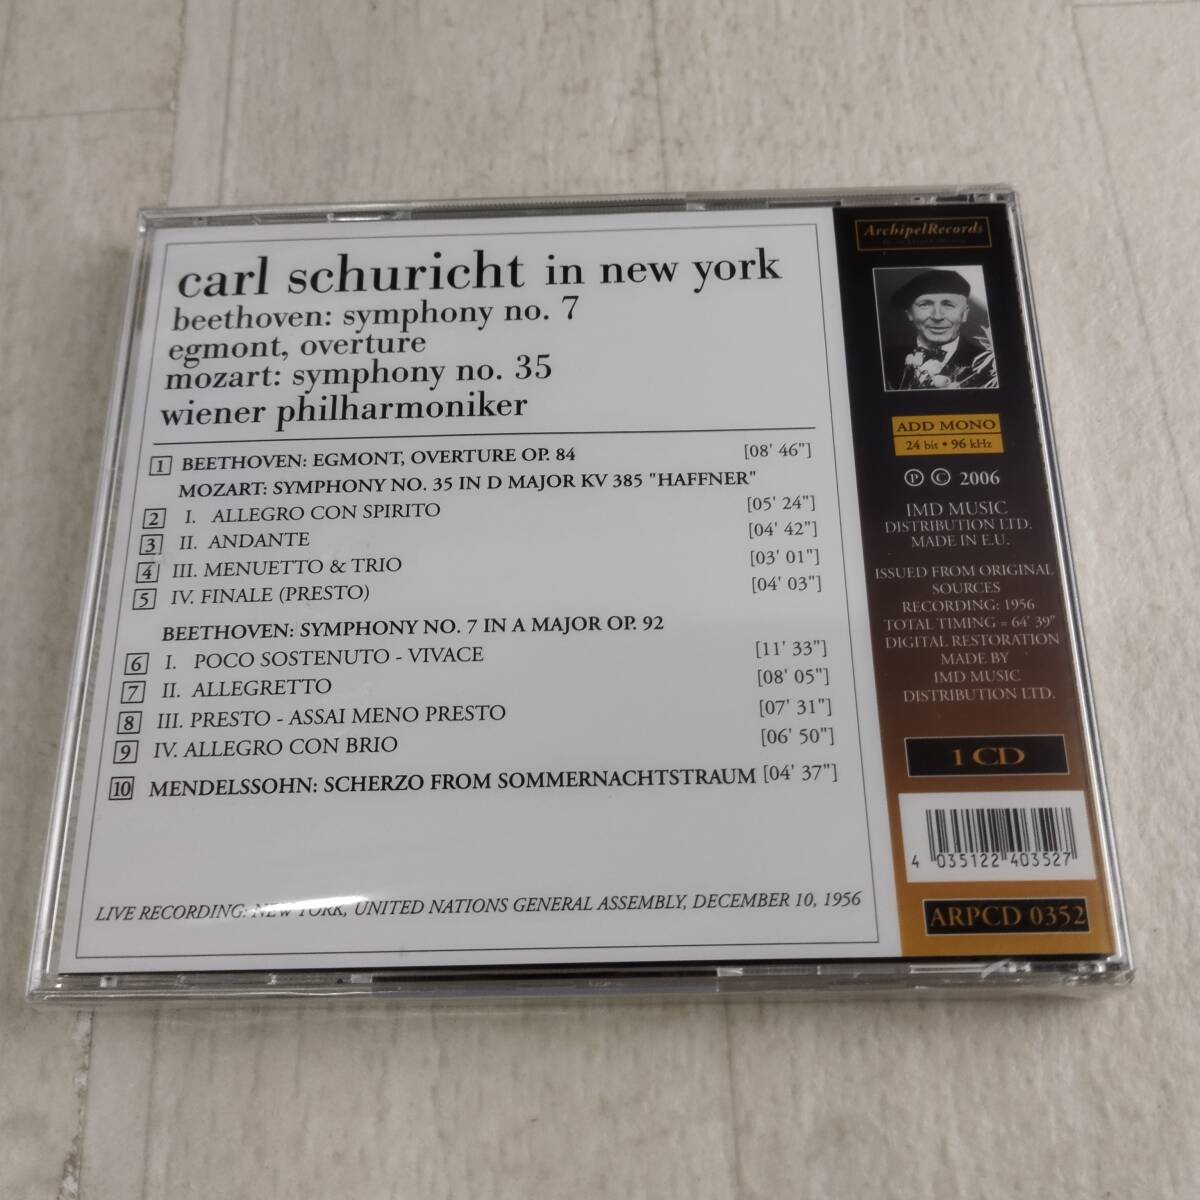 carl schuricht in new york
beethoven: symphony no. 7
egmont, overture
mozart: symphony no. 35
wiener philharmoniker
1 BEETHOVEN: EGMONT, OVERTURE OP. 84 [08' 46"]
MOZART: SYMPHONY NO. 35 IN D MAJOR KV 385 "HAFFNER"
2 I. ALLEGRO CON SPIRITO [05' 24"]
3 II. ANDANTE [04' 42"]
4 III. MENUETTO & TRIO [03' 01"]
5 IV. FINALE (PRESTO) [04' 03"]
BEETHOVEN: SYMPHONY NO. 7 IN A MAJOR OP. 92
6 I. POCO SOSTENUTO - VIVACE [11' 33"]
7 II. ALLEGRETTO [08' 05"]
8 III. PRESTO - ASSAI MENO PRESTO [07' 31"]
9 IV. ALLEGRO CON BRIO [06' 50"]
10 MENDELSSOHN: SCHERZO FROM SOMMERNACHTSTRAUM [04' 37"]
LIVE RECORDING: NEW YORK, UNITED NATIONS GENERAL ASSEMBLY, DECEMBER 10, 1956
ArchipelRecords
ADD MONO
24 bit • 96 kHz
℗ © 2006
IMD MUSIC
DISTRIBUTION LTD.
MADE IN E.U.
ISSUED FROM ORIGINAL
SOURCES
RECORDING: 1956
TOTAL TIMING = 64' 39"
DIGITAL RESTORATION
MADE BY
IMD MUSIC
DISTRIBUTION LTD.
1 CD
4 035122 403527
ARPCD 0352